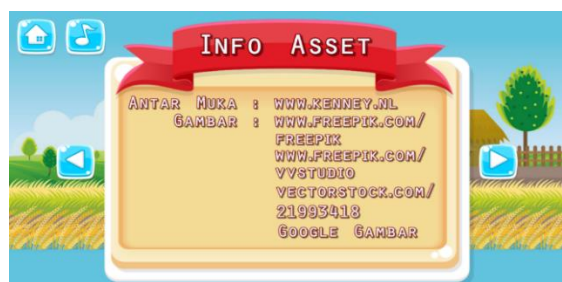 INFO ASSET
ANTAR MUKA : WWW.KENNEY.NL
GAMBAR : WWW.FREEPIK.COM/
FREEPIK
WWW.FREEPIK.COM/
VVSTUDIO
VECTORSTOCK.COM/
21993418
GOOGLE GAMBAR